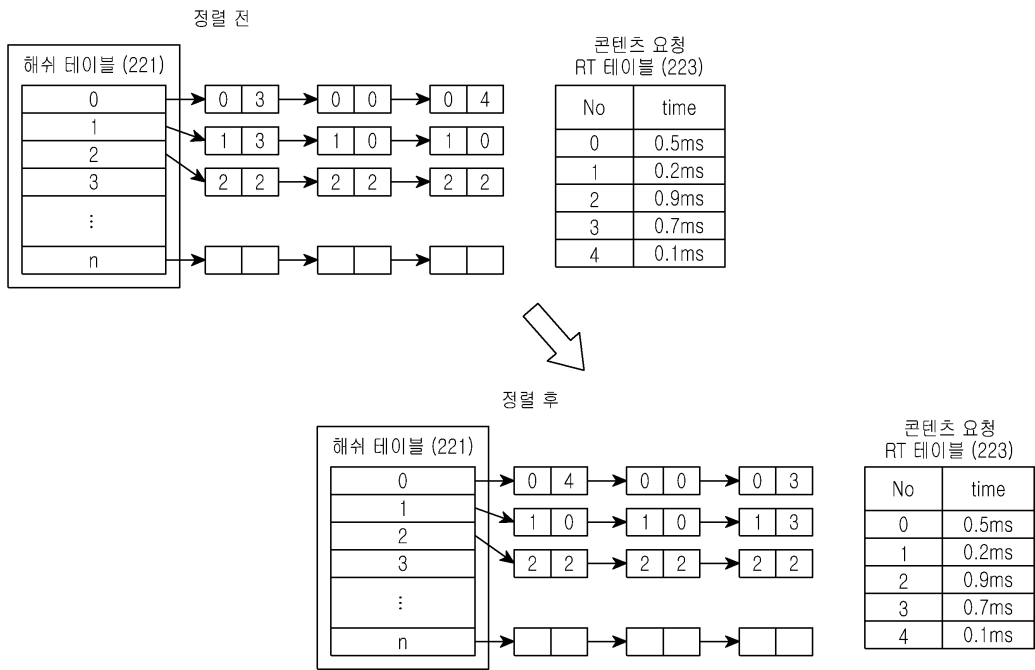 정렬 전
해쉬 테이블 (221)
0
1
2
3
⋮
n
0 3 0 0 0 4
1 3 1 0 1 0
2 2 2 2 2 2
콘텐츠 요청
RT 테이블 (223)
No time
0 0.5ms
1 0.2ms
2 0.9ms
3 0.7ms
4 0.1ms
정렬 후
해쉬 테이블 (221)
0
1
2
3
⋮
n
0 4 0 0 0 3
1 0 1 0 1 3
2 2 2 2 2 2
콘텐츠 요청
RT 테이블 (223)
No time
0 0.5ms
1 0.2ms
2 0.9ms
3 0.7ms
4 0.1ms